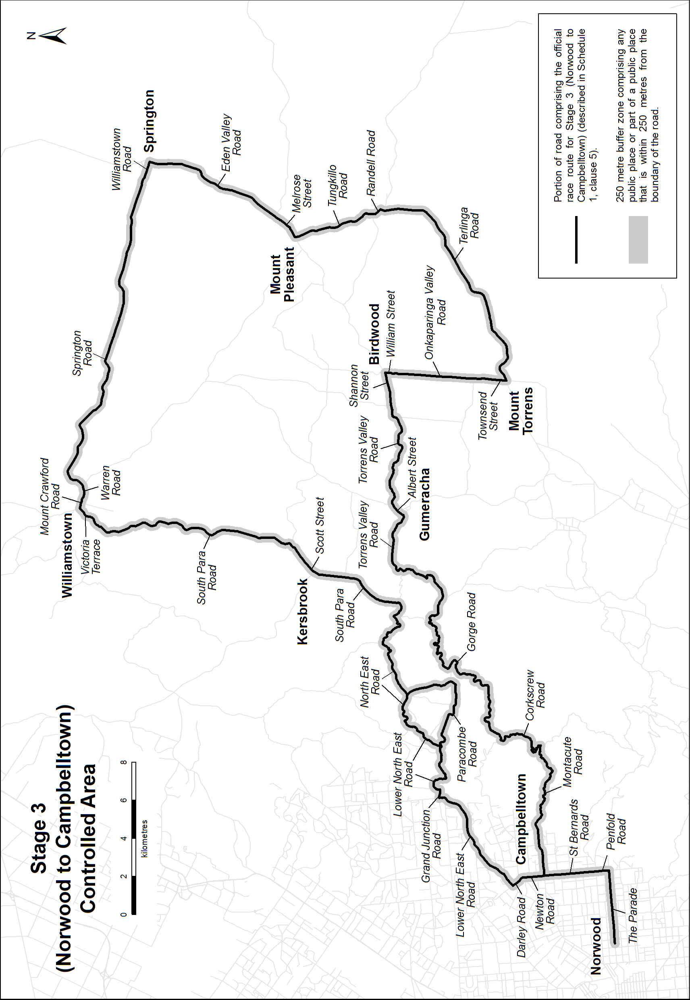 Stage 3
(Norwood to Campbelltown)
Controlled Area
0
2
4
6
8
kilometres
N
Mount Crawford
Road
Williamstown
Victoria
Terrace
Warren
Road
Springton
Road
Williamstown
Road
Springton
Eden Valley
Road
South Para
Road
Scott Street
Kersbrook
South Para
Road
Mount
Pleasant
Melrose
Street
Tungkillo
Road
Randell Road
Terlinga
Road
Birdwood
William Street
Shannon
Street
Onkaparinga Valley
Road
Townsend
Street
Mount
Torrens
Torrens Valley
Road
Albert Street
Gumeracha
Torrens Valley
Road
North East
Road
Gorge Road
Lower North East
Road
Paracombe
Road
Corkscrew
Road
Montacute
Road
Grand Junction
Road
Lower North East
Road
Campbelltown
St Bernards
Road
Penfold
Road
Darley Road
Newton
Road
Norwood
The Parade
Portion of road comprising the official
race route for Stage 3 (Norwood to
Campbelltown) (described in Schedule
1, clause 5).
250 metre buffer zone comprising any
public place or part of a public place
that is within 250 metres from the
boundary of the road.